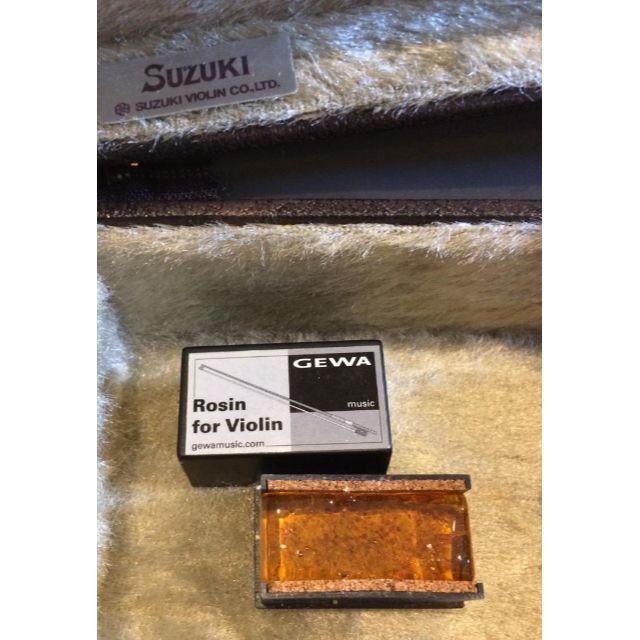 SUZUKI
SUZUKI VIOLIN CO.,LTD.
GEWA
music
Rosin
for Violin
gewamusic.com